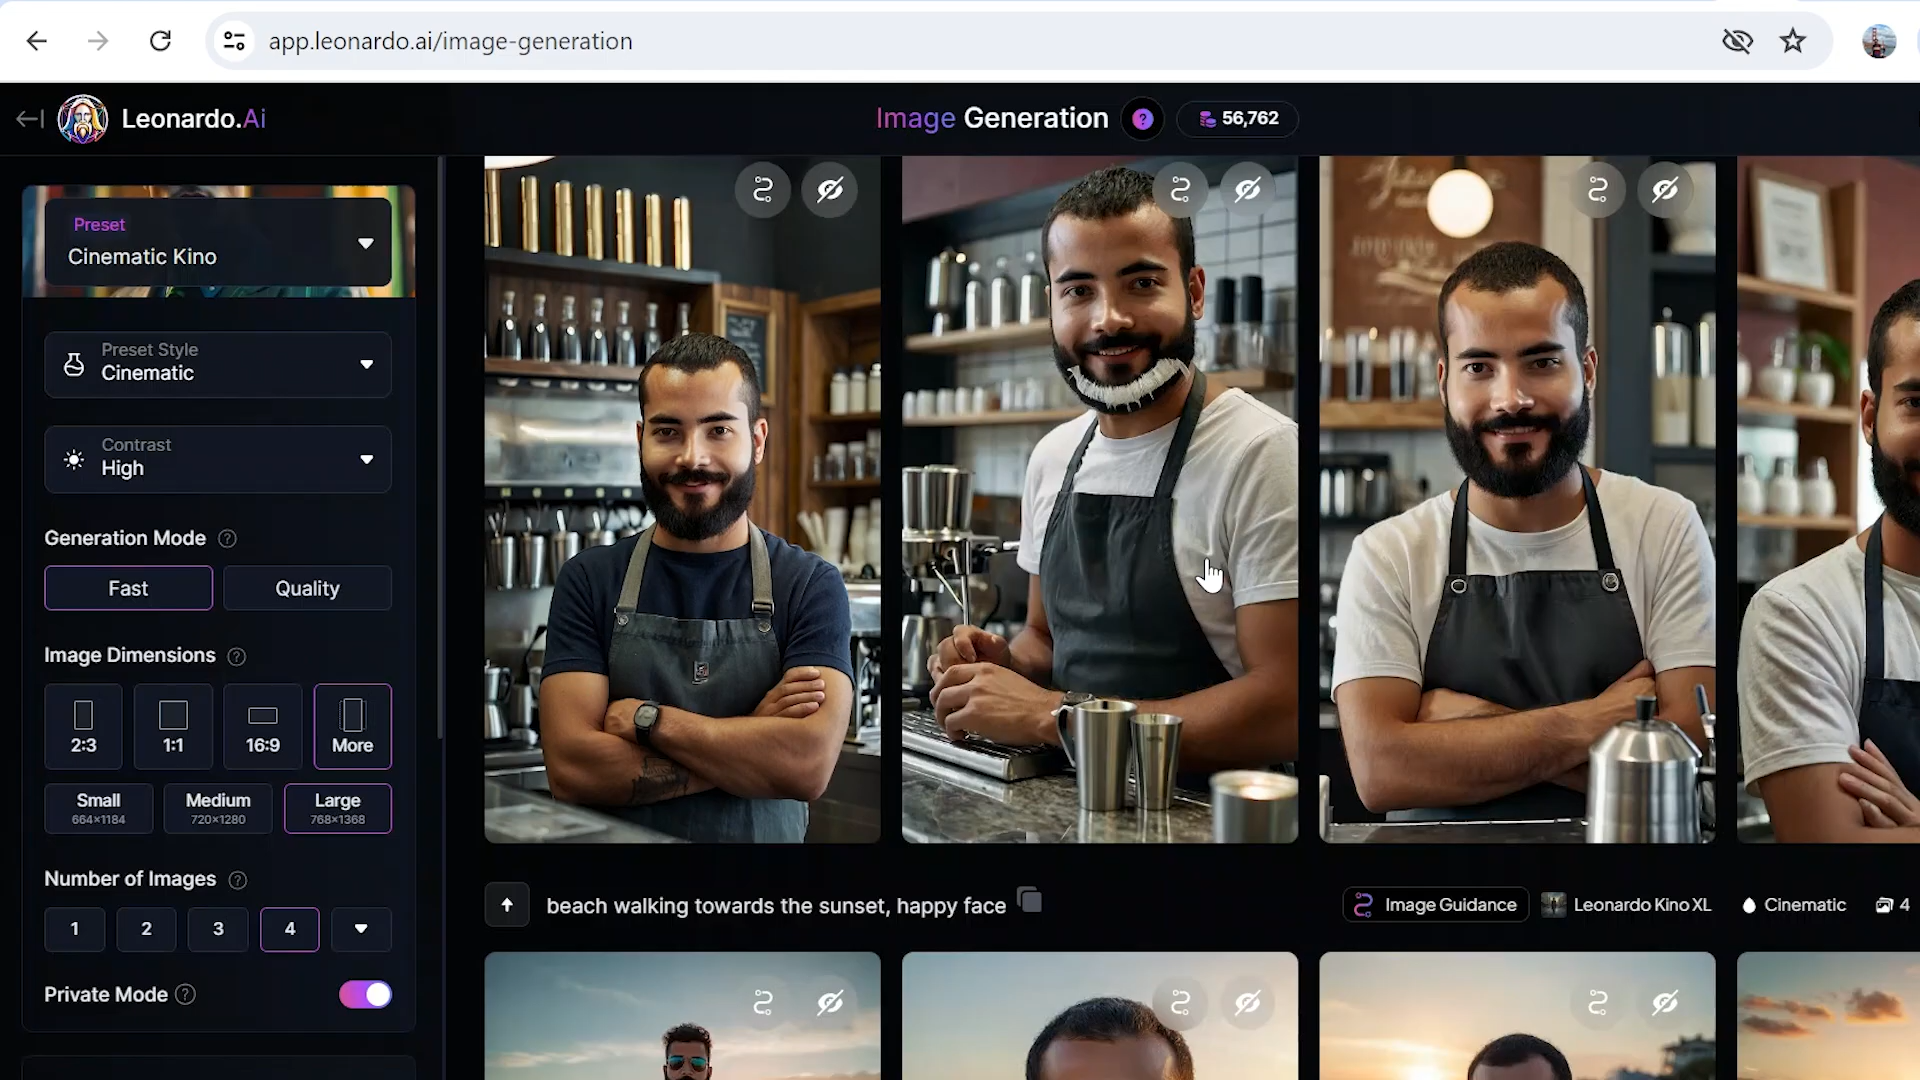 app.leonardo.ai/image-generation
Leonardo.Ai
Image Generation
?
56,762
Preset
Cinematic Kino
Preset Style
Cinematic
Contrast
High
Generation Mode ?
Fast
Quality
Image Dimensions ?
2:3
1:1
16:9
More
Small
664×1184
Medium
720×1280
Large
768×1368
Number of Images ?
1
2
3
4
Private Mode ?
beach walking towards the sunset, happy face
Image Guidance
Leonardo Kino XL
Cinematic
4